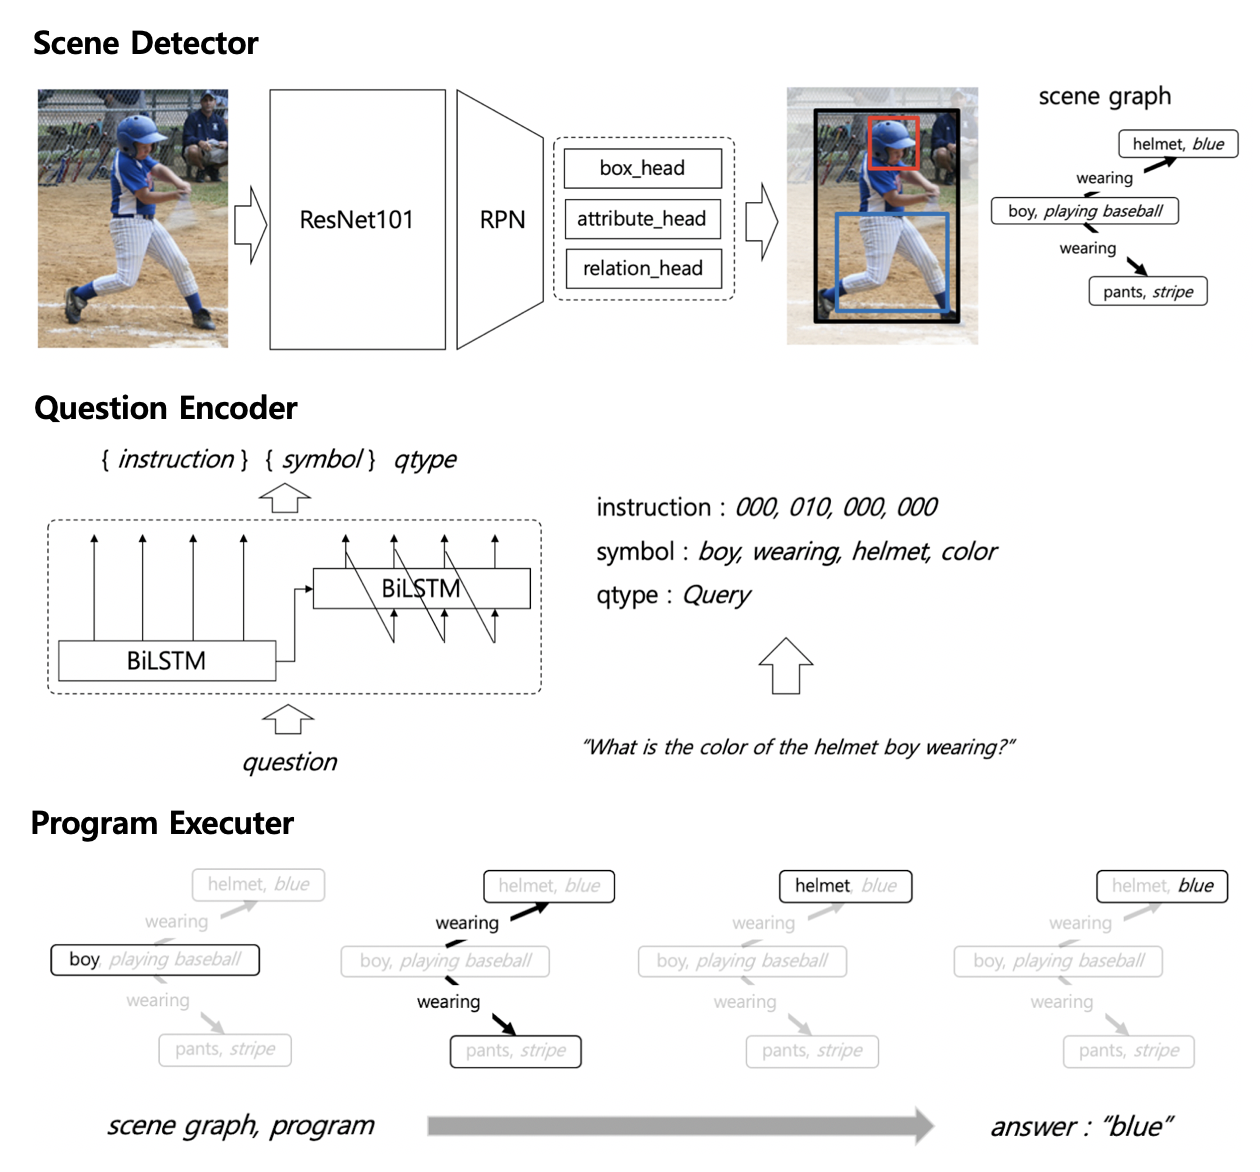 Scene Detector
ResNet101
RPN
box_head
attribute_head
relation_head
scene graph
helmet, blue
wearing
boy, playing baseball
wearing
pants, stripe
Question Encoder
{ instruction } { symbol } qtype
BiLSTM
BiLSTM
question
instruction : 000, 010, 000, 000
symbol : boy, wearing, helmet, color
qtype : Query
“What is the color of the helmet boy wearing?”
Program Executer
helmet, blue
wearing
boy, playing baseball
wearing
pants, stripe
helmet, blue
wearing
boy, playing baseball
wearing
pants, stripe
helmet, blue
wearing
boy, playing baseball
wearing
pants, stripe
helmet, blue
wearing
boy, playing baseball
wearing
pants, stripe
scene graph, program
answer : “blue”